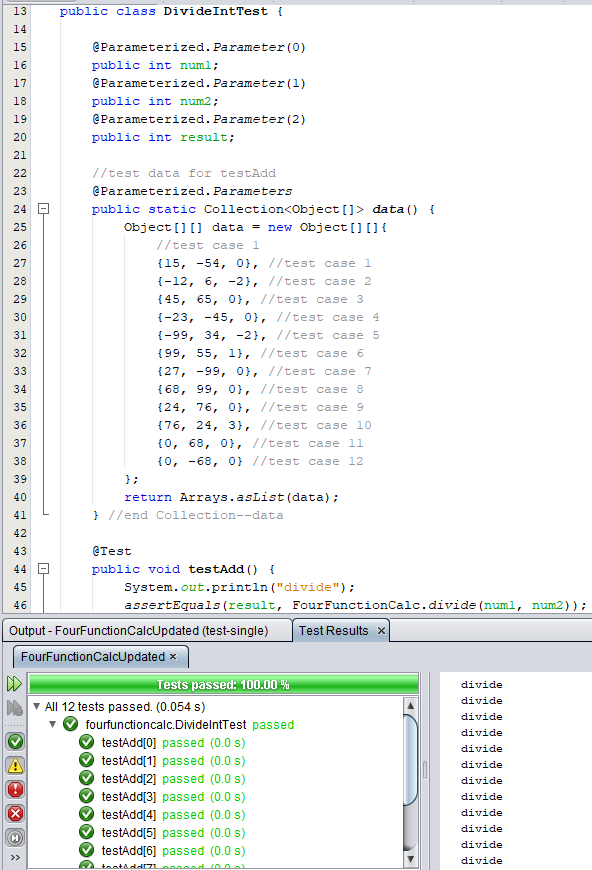 13 public class DivideIntTest {
14
15 @Parameterized.Parameter(0)
16 public int num1;
17 @Parameterized.Parameter(1)
18 public int num2;
19 @Parameterized.Parameter(2)
20 public int result;
21
22 //test data for testAdd
23 @Parameterized.Parameters
24 public static Collection<Object[]> data() {
25 Object[][] data = new Object[][]{
26 //test case 1
27 {15, -54, 0}, //test case 1
28 {-12, 6, -2}, //test case 2
29 {45, 65, 0}, //test case 3
30 {-23, -45, 0}, //test case 4
31 {-99, 34, -2}, //test case 5
32 {99, 55, 1}, //test case 6
33 {27, -99, 0}, //test case 7
34 {68, 99, 0}, //test case 8
35 {24, 76, 0}, //test case 9
36 {76, 24, 3}, //test case 10
37 {0, 68, 0}, //test case 11
38 {0, -68, 0} //test case 12
39 };
40 return Arrays.asList(data);
41 } //end Collection--data
42
43 @Test
44 public void testAdd() {
45 System.out.println("divide");
46 assertEquals(result, FourFunctionCalc.divide(num1, num2));
Output - FourFunctionCalcUpdated (test-single) Test Results ×
FourFunctionCalcUpdated ×
Tests passed: 100.00 %
All 12 tests passed. (0.054 s)
fourfunctioncalc.DivideIntTest passed
testAdd[0] passed (0.0 s)
testAdd[1] passed (0.0 s)
testAdd[2] passed (0.0 s)
testAdd[3] passed (0.0 s)
testAdd[4] passed (0.0 s)
testAdd[5] passed (0.0 s)
testAdd[6] passed (0.0 s)
testAdd[7] passed (0.0 s)
divide
divide
divide
divide
divide
divide
divide
divide
divide
divide
divide
divide